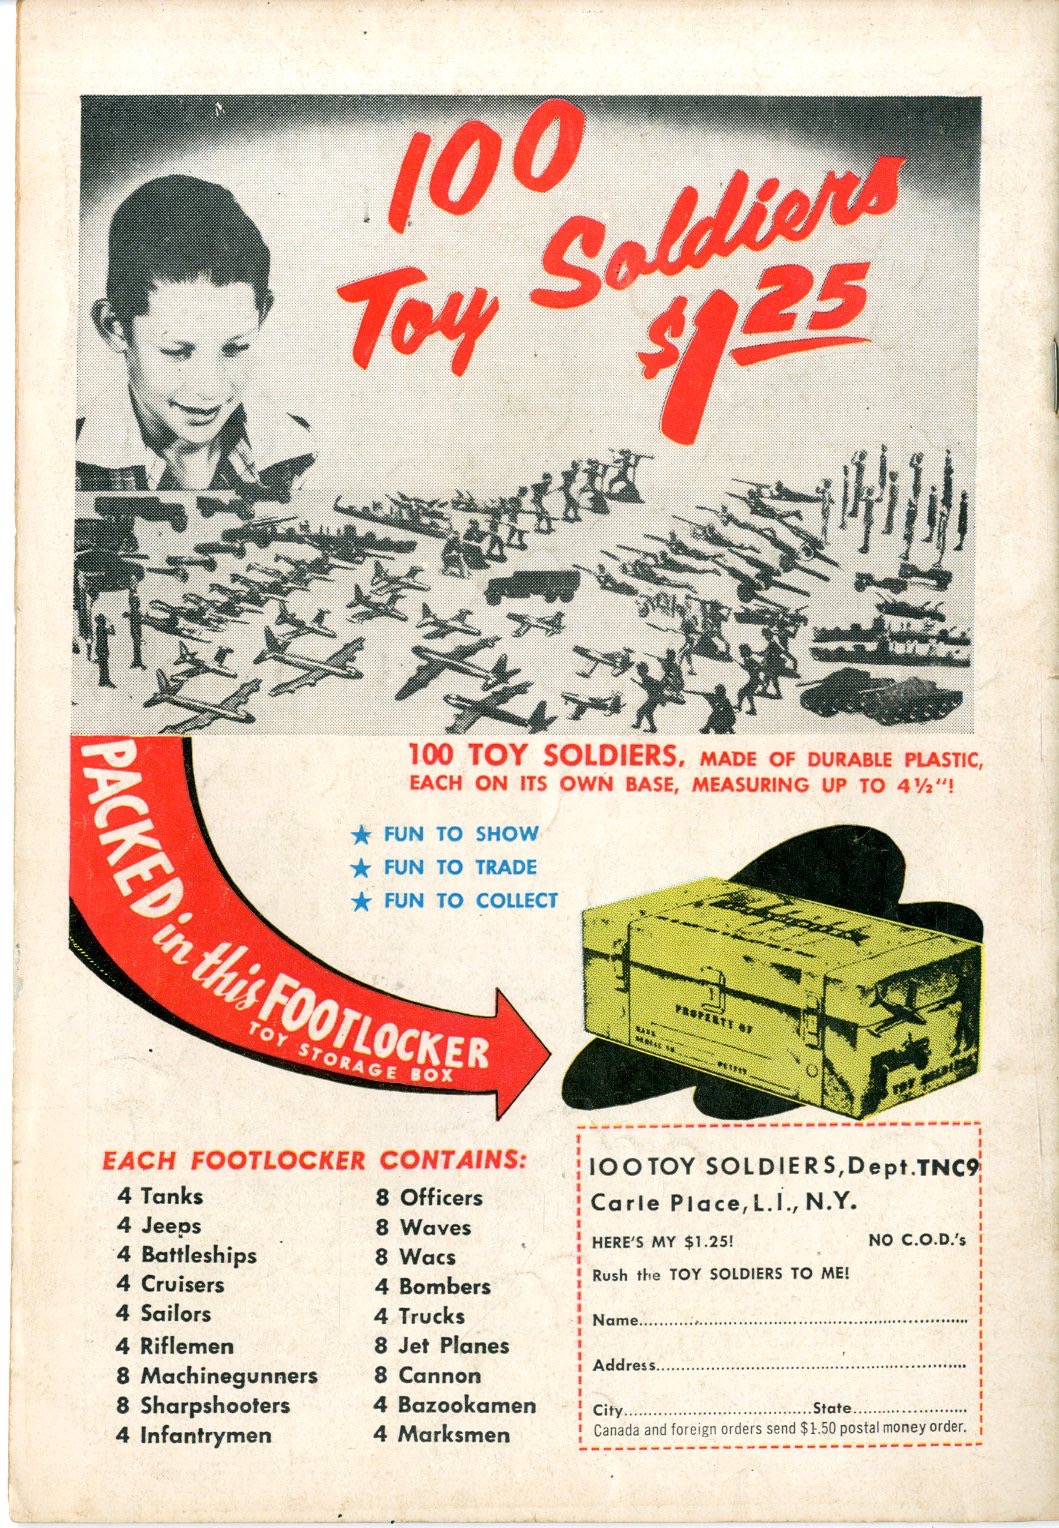 100
Toy Soldiers
$1.25
100 TOY SOLDIERS, MADE OF DURABLE PLASTIC,
EACH ON ITS OWN BASE, MEASURING UP TO 4½"!
PACKED in this FOOTLOCKER
TOY STORAGE BOX
★ FUN TO SHOW
★ FUN TO TRADE
★ FUN TO COLLECT
PROPERTY OF
TOY SOLDIERS
EACH FOOTLOCKER CONTAINS:
4 Tanks
4 Jeeps
4 Battleships
4 Cruisers
4 Sailors
4 Riflemen
8 Machinegunners
8 Sharpshooters
4 Infantrymen
8 Officers
8 Waves
8 Wacs
4 Bombers
4 Trucks
8 Jet Planes
8 Cannon
4 Bazookamen
4 Marksmen
100 TOY SOLDIERS, Dept. TNC9
Carle Place, L.I., N.Y.
HERE'S MY $1.25! NO C.O.D.'s
Rush the TOY SOLDIERS TO ME!
Name
Address
City State
Canada and foreign orders send $1.50 postal money order.